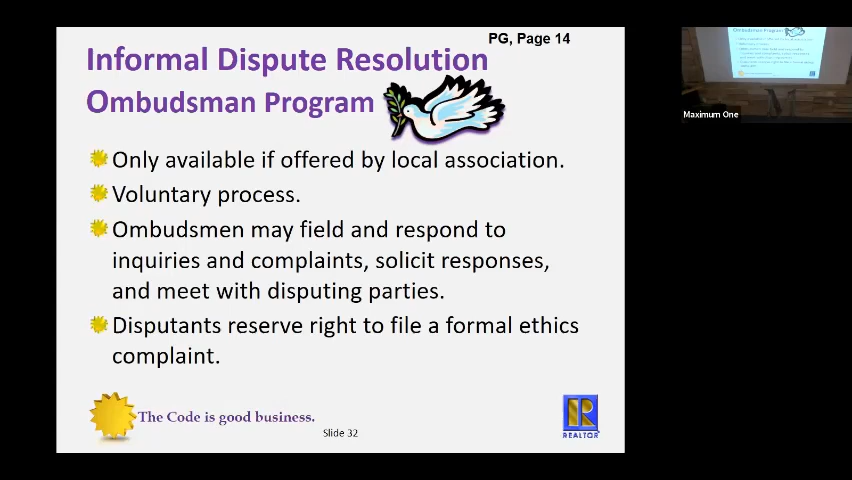 PG, Page 14
Informal Dispute Resolution
Ombudsman Program
Only available if offered by local association.
Voluntary process.
Ombudsmen may field and respond to
inquiries and complaints, solicit responses,
and meet with disputing parties.
Disputants reserve right to file a formal ethics
complaint.
The Code is good business.
Slide 32
R
REALTOR
Ombudsman Program
Maximum One